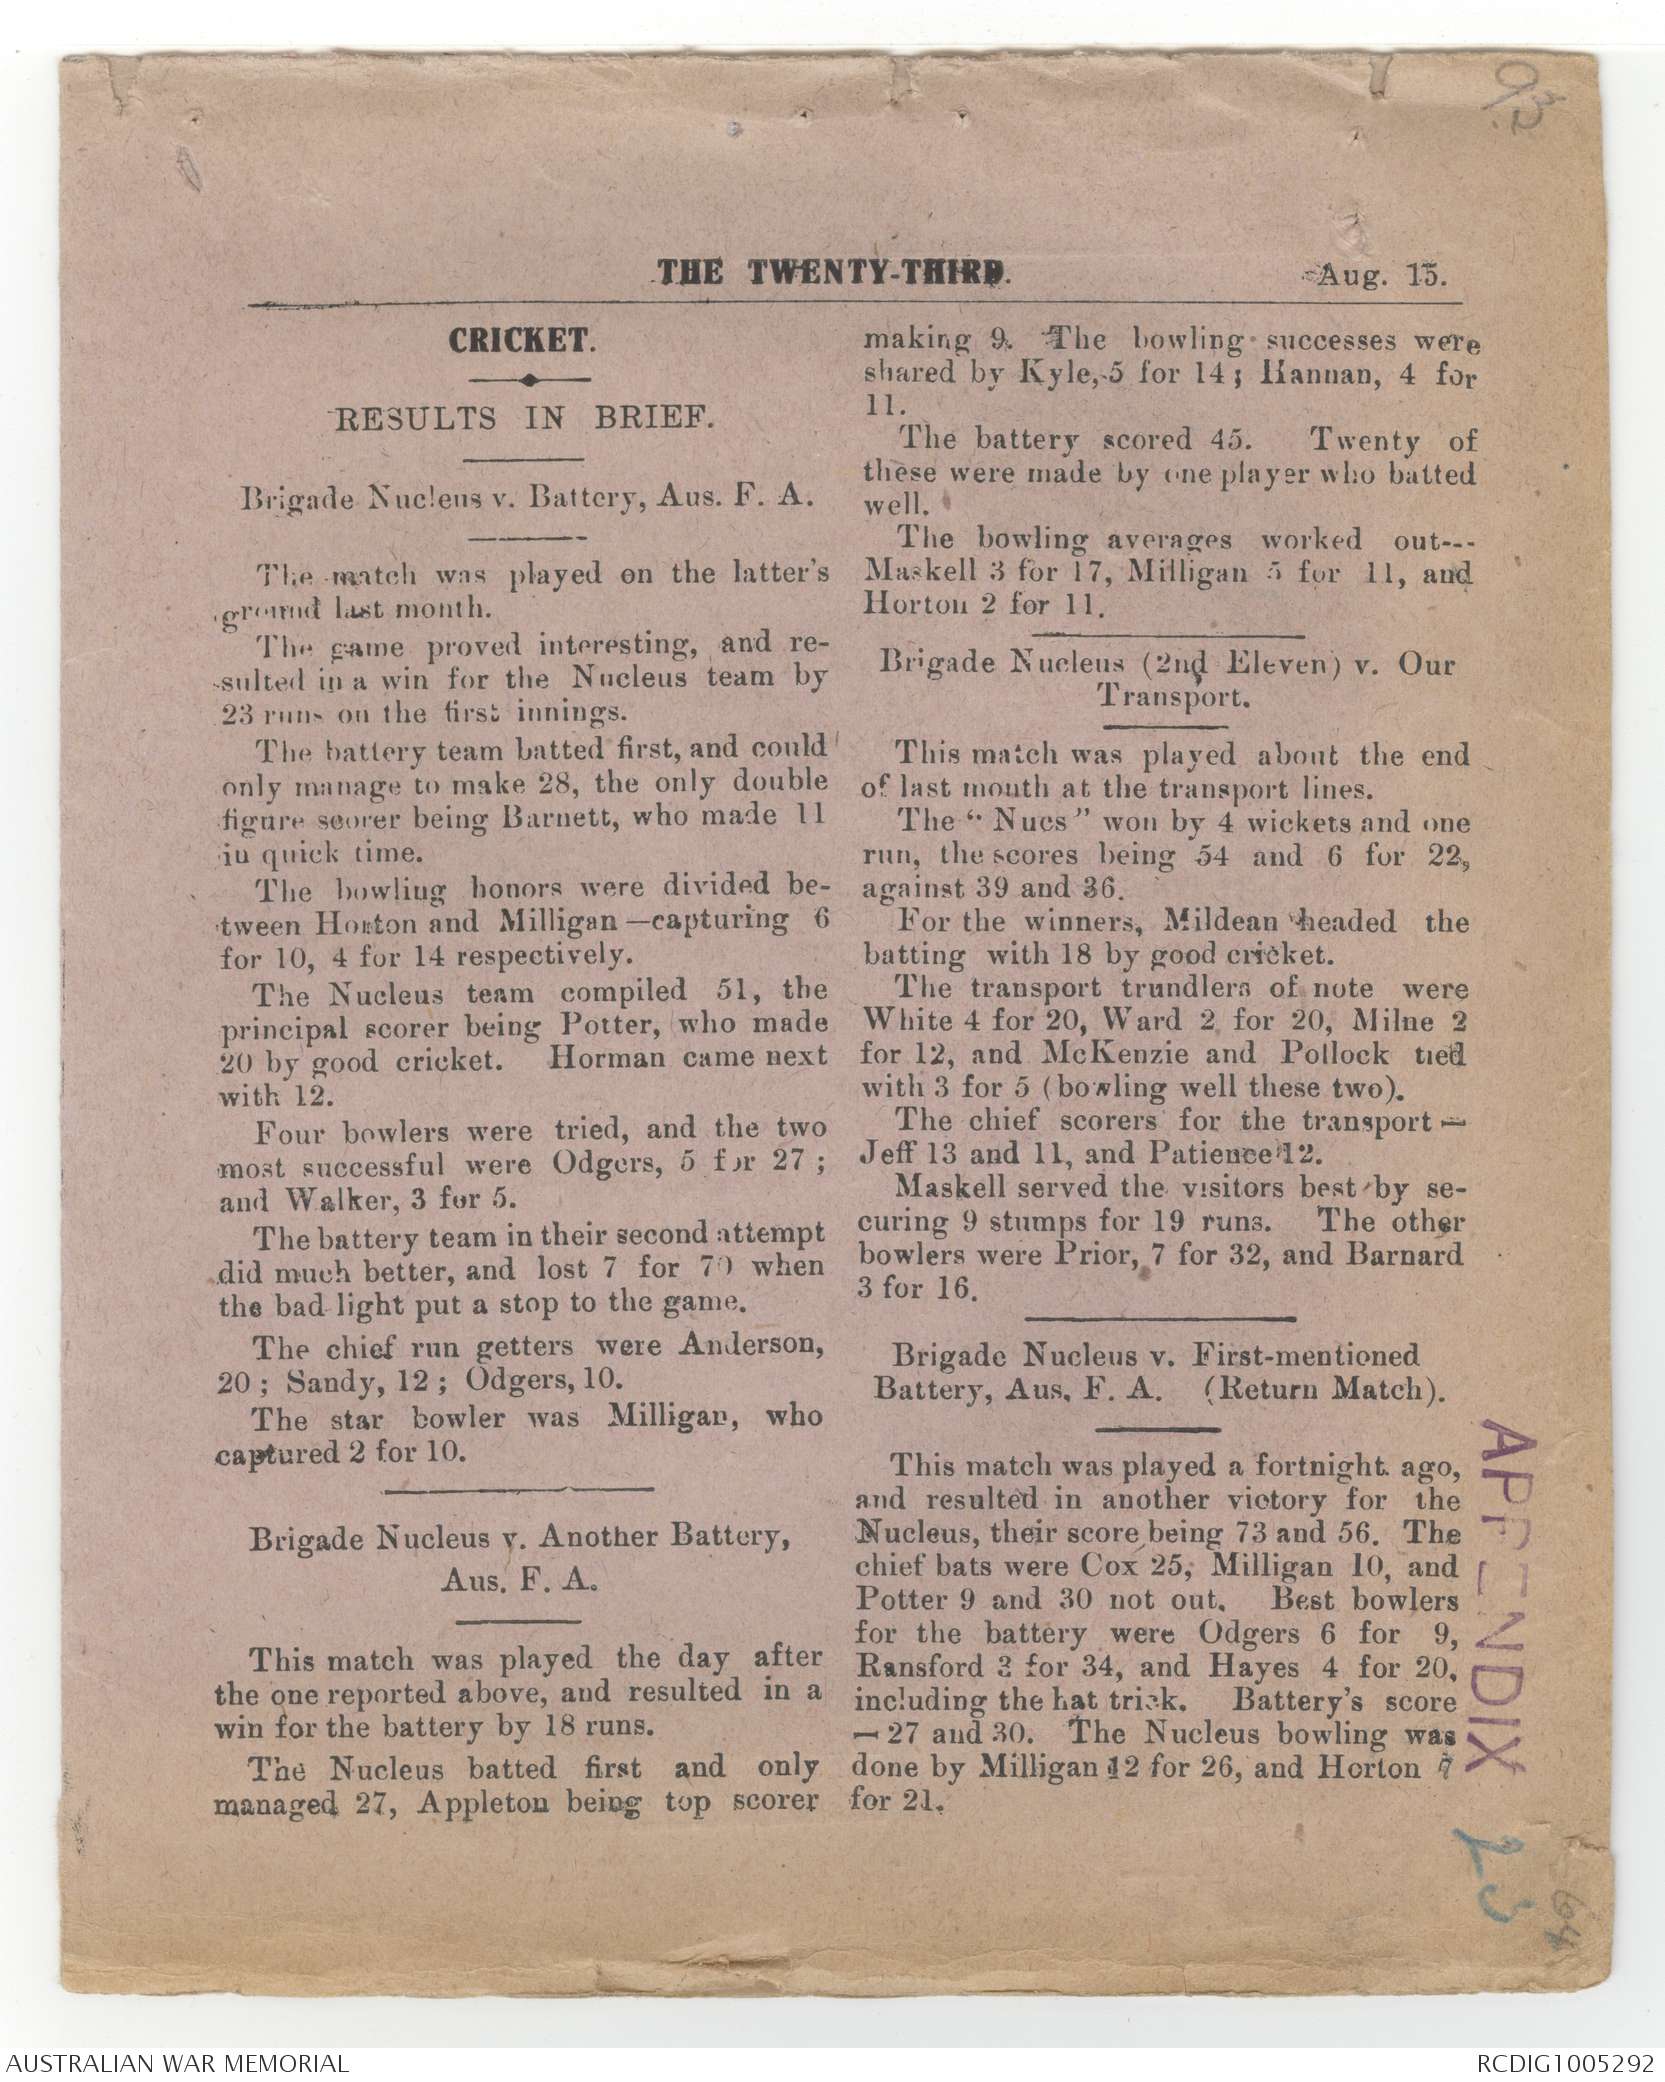 THE TWENTY-THIRD. Aug. 15.
CRICKET.
RESULTS IN BRIEF.
Brigade Nucleus v. Battery, Aus. F. A.
The match was played on the latter's
ground last month.
The game proved interesting, and re-
sulted in a win for the Nucleus team by
23 runs on the first innings.
The battery team batted first, and could
only manage to make 28, the only double
figure scorer being Barnett, who made 11
in quick time.
The bowling honors were divided be-
tween Horton and Milligan—capturing 6
for 10, 4 for 14 respectively.
The Nucleus team compiled 51, the
principal scorer being Potter, who made
20 by good cricket. Horman came next
with 12.
Four bowlers were tried, and the two
most successful were Odgers, 5 for 27;
and Walker, 3 for 5.
The battery team in their second attempt
did much better, and lost 7 for 70 when
the bad light put a stop to the game.
The chief run getters were Anderson,
20; Sandy, 12; Odgers, 10.
The star bowler was Milligan, who
captured 2 for 10.
Brigade Nucleus v. Another Battery,
Aus. F. A.
This match was played the day after
the one reported above, and resulted in a
win for the battery by 18 runs.
The Nucleus batted first and only
managed 27, Appleton being top scorer
making 9. The bowling successes were
shared by Kyle, 5 for 14; Hannan, 4 for
11.
The battery scored 45. Twenty of
these were made by one player who batted
well.
The bowling averages worked out---
Maskell 3 for 17, Milligan 5 for 11, and
Horton 2 for 11.
Brigade Nucleus (2nd Eleven) v. Our
Transport.
This match was played about the end
of last month at the transport lines.
The "Nucs" won by 4 wickets and one
run, the scores being 54 and 6 for 22,
against 39 and 36.
For the winners, Mildean headed the
batting with 18 by good cricket.
The transport trundlers of note were
White 4 for 20, Ward 2 for 20, Milne 2
for 12, and McKenzie and Pollock tied
with 3 for 5 (bowling well these two).
The chief scorers for the transport—
Jeff 13 and 11, and Patience 12.
Maskell served the visitors best by se-
curing 9 stumps for 19 runs. The other
bowlers were Prior, 7 for 32, and Barnard
3 for 16.
Brigade Nucleus v. First-mentioned
Battery, Aus. F. A. (Return Match).
This match was played a fortnight ago,
and resulted in another victory for the
Nucleus, their score being 73 and 56. The
chief bats were Cox 25, Milligan 10, and
Potter 9 and 30 not out. Best bowlers
for the battery were Odgers 6 for 9,
Ransford 3 for 34, and Hayes 4 for 20,
including the hat trick. Battery's score
—27 and 30. The Nucleus bowling was
done by Milligan 12 for 26, and Horton 7
for 21.
APPENDIX
23
64
AUSTRALIAN WAR MEMORIAL
RCDIG1005292